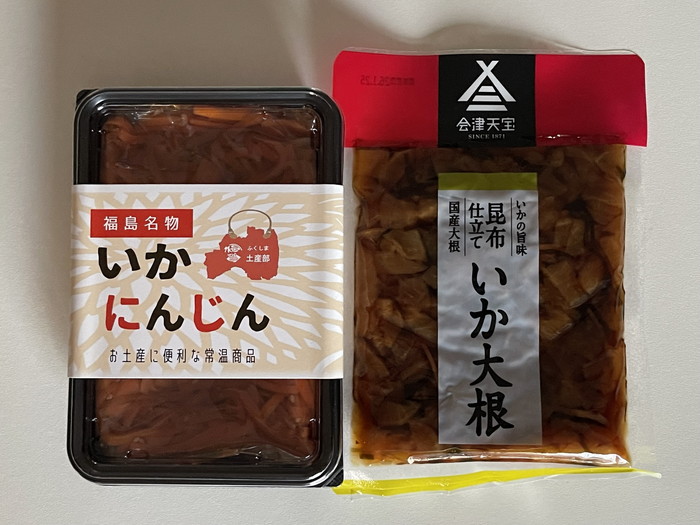 福島名物
ふくしま
土産部
いか
にんじん
お土産に便利な常温商品
会津天宝
SINCE 1871
いかの旨味
昆布
仕立て
国産大根
いか大根